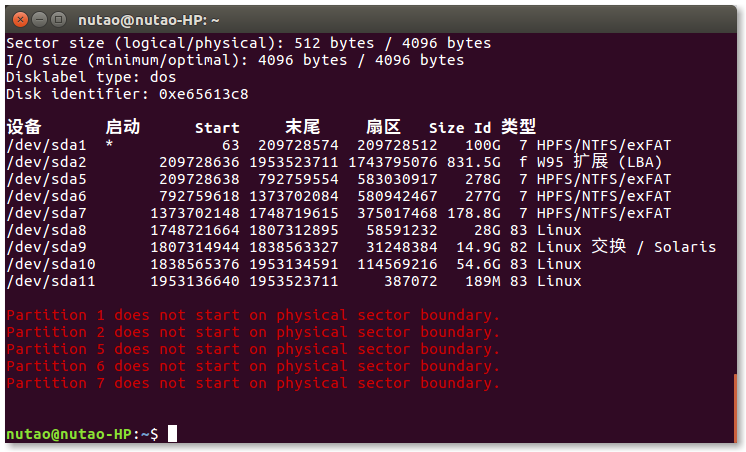 nutao@nutao-HP: ~
Sector size (logical/physical): 512 bytes / 4096 bytes
I/O size (minimum/optimal): 4096 bytes / 4096 bytes
Disklabel type: dos
Disk identifier: 0xe65613c8
设备 启动 Start 末尾 扇区 Size Id 类型
/dev/sda1 * 63 209728574 209728512 100G 7 HPFS/NTFS/exFAT
/dev/sda2 209728636 1953523711 1743795076 831.5G f W95 扩展 (LBA)
/dev/sda5 209728638 792759554 583030917 278G 7 HPFS/NTFS/exFAT
/dev/sda6 792759618 1373702084 580942467 277G 7 HPFS/NTFS/exFAT
/dev/sda7 1373702148 1748719615 375017468 178.8G 7 HPFS/NTFS/exFAT
/dev/sda8 1748721664 1807312895 58591232 28G 83 Linux
/dev/sda9 1807314944 1838563327 31248384 14.9G 82 Linux 交换 / Solaris
/dev/sda10 1838565376 1953134591 114569216 54.6G 83 Linux
/dev/sda11 1953136640 1953523711 387072 189M 83 Linux
Partition 1 does not start on physical sector boundary.
Partition 2 does not start on physical sector boundary.
Partition 5 does not start on physical sector boundary.
Partition 6 does not start on physical sector boundary.
Partition 7 does not start on physical sector boundary.
nutao@nutao-HP:~$